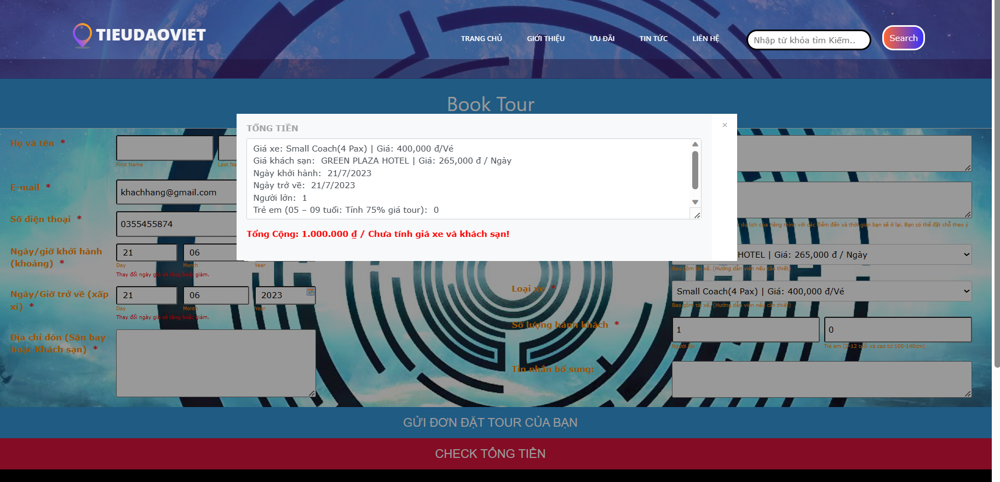 TIEUDAOVIET
TRANG CHỦ
GIỚI THIỆU
ƯU ĐÃI
TIN TỨC
LIÊN HỆ
Nhập từ khóa tìm Kiếm..
Search
Book Tour
TỔNG TIỀN
×
Giá xe: Small Coach(4 Pax) | Giá: 400,000 đ/Vé
Giá khách sạn: GREEN PLAZA HOTEL | Giá: 265,000 đ / Ngày
Ngày khởi hành: 21/7/2023
Ngày trở về: 21/7/2023
Người lớn: 1
Trẻ em (05 – 09 tuổi: Tính 75% giá tour): 0
Tổng Cộng: 1.000.000 ₫ / Chưa tính giá xe và khách sạn!
Họ và tên *
First Name
Last Na
E-mail *
khachhang@gmail.com
Số điện thoại *
0355455874
Ngày/giờ khởi hành
(khoảng) *
21
06
Day
Month
Year
Thay đổi ngày giá sẽ tăng hoặc giảm.
Ngày/Giờ trở về (xấp
xỉ) *
21
06
2023
Day
Month
Year
Thay đổi ngày giá sẽ tăng hoặc giảm.
Địa chỉ đón (Sân bay
hoặc Khách sạn) *
du lịch của riêng mình với các điểm đến và thời gian bạn sẽ ở lại. Bạn có thể đặt chỗ theo ý
HOTEL | Giá: 265,000 đ / Ngày
Bao gồm tài xế. (Hướng dẫn viên nếu cần thiết)
Loại xe *
Small Coach(4 Pax) | Giá: 400,000 đ/Vé
Bao gồm tài xế. (Hướng dẫn viên nếu cần thiết)
Số lượng hành khách *
1
0
Người lớn
Trẻ em (2-12 tuổi và cao từ 100-140cm)
Tin nhắn bổ sung:
GỬI ĐƠN ĐẶT TOUR CỦA BẠN
CHECK TỔNG TIỀN